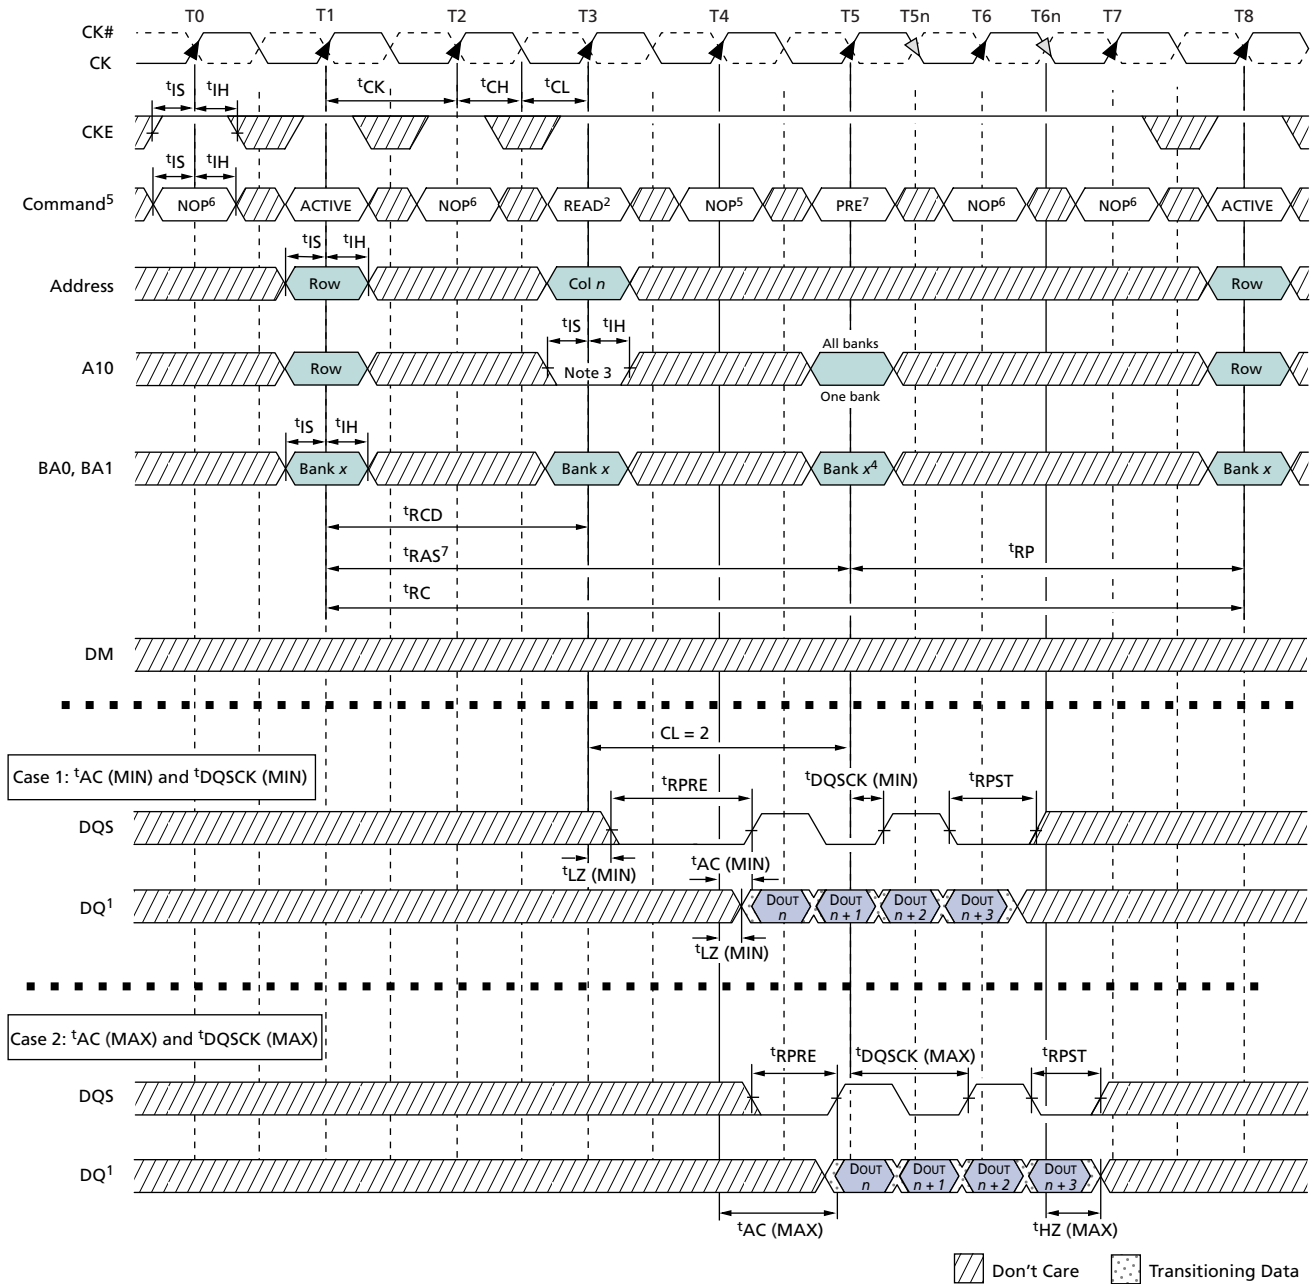 T0 T1 T2 T3 T4 T5 T5n T6 T6n T7 T8
CK#
CK
tIS tIH tCK tCH tCL
CKE
tIS tIH
Command5 NOP6 ACTIVE NOP6 READ2 NOP5 PRE7 NOP6 NOP6 ACTIVE
tIS tIH
Address Row Col n Row
tIS tIH All banks
A10 Row Note 3 Row
One bank
tIS tIH
BA0, BA1 Bank x Bank x Bank x4 Bank x
tRCD
tRAS7 tRP
tRC
DM
CL = 2
Case 1: tAC (MIN) and tDQSCK (MIN)
tRPRE tDQSCK (MIN) tRPST
DQS
tLZ (MIN) tAC (MIN)
DQ1 DOUT n DOUT n + 1 DOUT n + 2 DOUT n + 3
tLZ (MIN)
Case 2: tAC (MAX) and tDQSCK (MAX)
tRPRE tDQSCK (MAX) tRPST
DQS
DQ1 DOUT n DOUT n + 1 DOUT n + 2 DOUT n + 3
tAC (MAX) tHZ (MAX)
Don't Care Transitioning Data